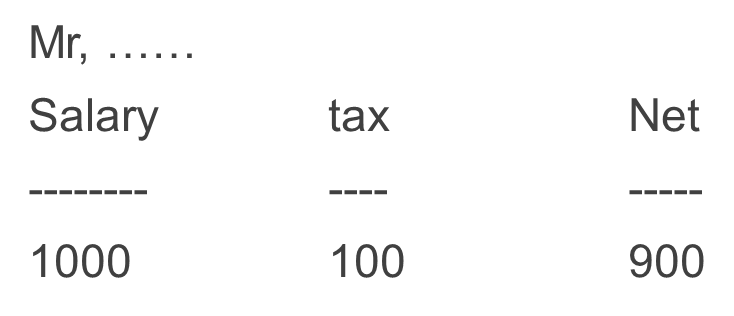 Mr, ......
Salary tax Net
-------- ---- -----
1000 100 900